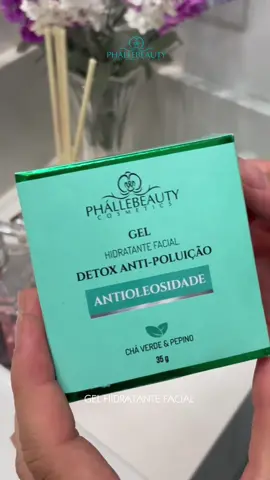 PHÁLLEBEAUTY
PHÁLLEBEAUTY
COSMETICS
GEL
HIDRATANTE FACIAL
DETOX ANTI-POLUIÇÃO
ANTIOLEOSIDADE
CHÁ VERDE & PEPINO
35 g
GEL HIDRATANTE FACIAL